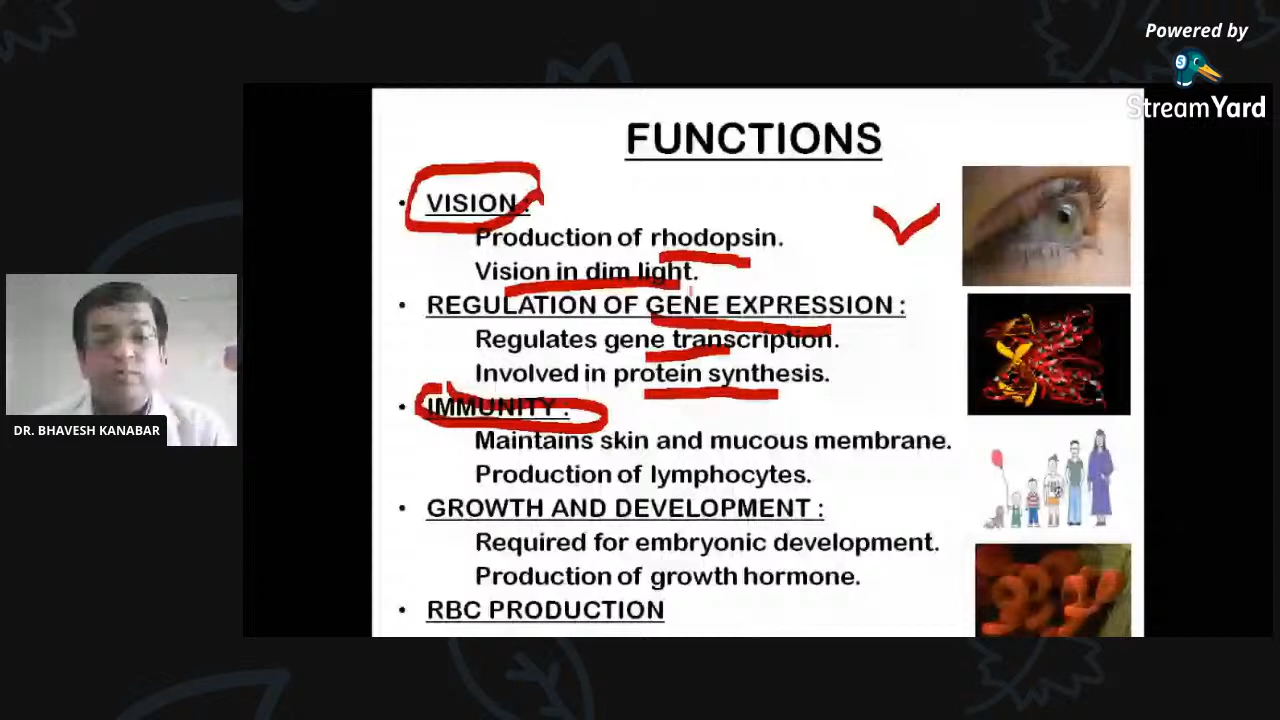 Powered by
StreamYard
FUNCTIONS
• VISION :
Production of rhodopsin.
Vision in dim light.
• REGULATION OF GENE EXPRESSION :
Regulates gene transcription.
Involved in protein synthesis.
• IMMUNITY :
Maintains skin and mucous membrane.
Production of lymphocytes.
• GROWTH AND DEVELOPMENT :
Required for embryonic development.
Production of growth hormone.
• RBC PRODUCTION
DR. BHAVESH KANABAR